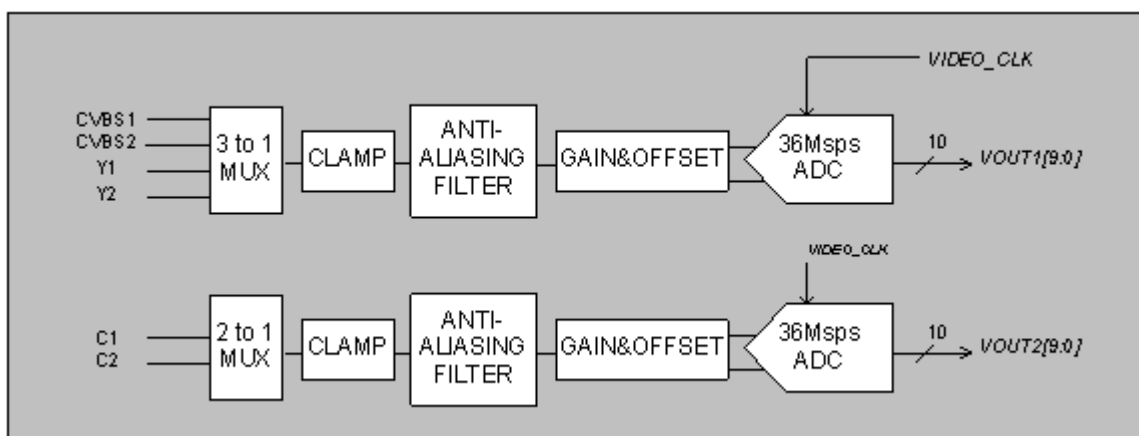 VIDEO_CLK
CVBS1
CVBS2
Y1
Y2
3 to 1
MUX
CLAMP
ANTI-
ALIASING
FILTER
GAIN&OFFSET
36Msps
ADC
10
VOUT1[9:0]
VIDEO_CLK
C1
C2
2 to 1
MUX
CLAMP
ANTI-
ALIASING
FILTER
GAIN&OFFSET
36Msps
ADC
10
VOUT2[9:0]